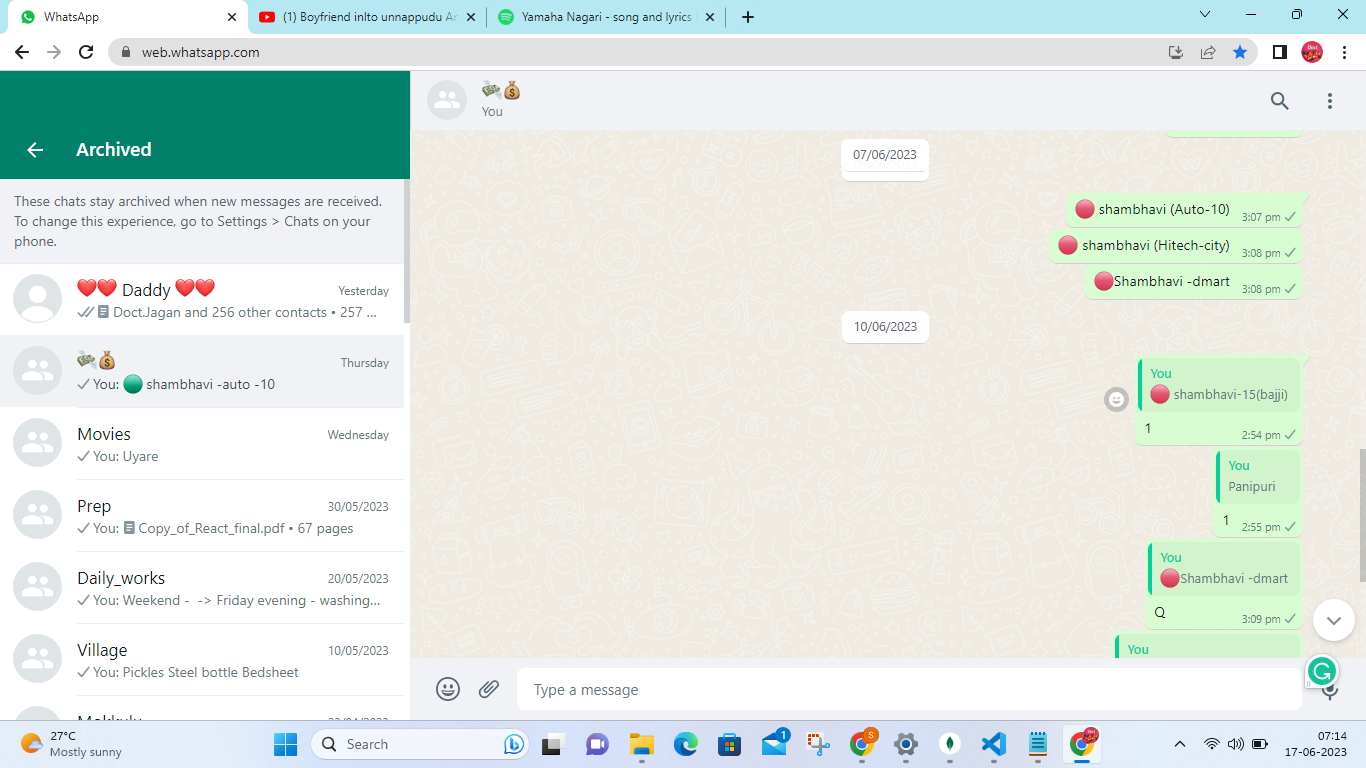 WhatsApp
(1) Boyfriend inlto unnappudu Ar
Yamaha Nagari - song and lyrics
web.whatsapp.com
Archived
These chats stay archived when new messages are received.
To change this experience, go to Settings > Chats on your
phone.
❤️❤️ Daddy ❤️❤️
Yesterday
Doct.Jagan and 256 other contacts • 257 ...
💸💰
Thursday
You: 🟢 shambhavi -auto -10
Movies
Wednesday
You: Uyare
Prep
30/05/2023
You: Copy_of_React_final.pdf • 67 pages
Daily_works
20/05/2023
You: Weekend - -> Friday evening - washing...
Village
10/05/2023
You: Pickles Steel bottle Bedsheet
💸💰
You
07/06/2023
🔴 shambhavi (Auto-10)
3:07 pm
🔴 shambhavi (Hitech-city)
3:08 pm
🔴Shambhavi -dmart
3:08 pm
10/06/2023
You
🔴 shambhavi-15(bajji)
1
2:54 pm
You
Panipuri
1
2:55 pm
You
🔴Shambhavi -dmart
Q
3:09 pm
You
Type a message
27°C
Mostly sunny
Search
1
S
07:14
17-06-2023